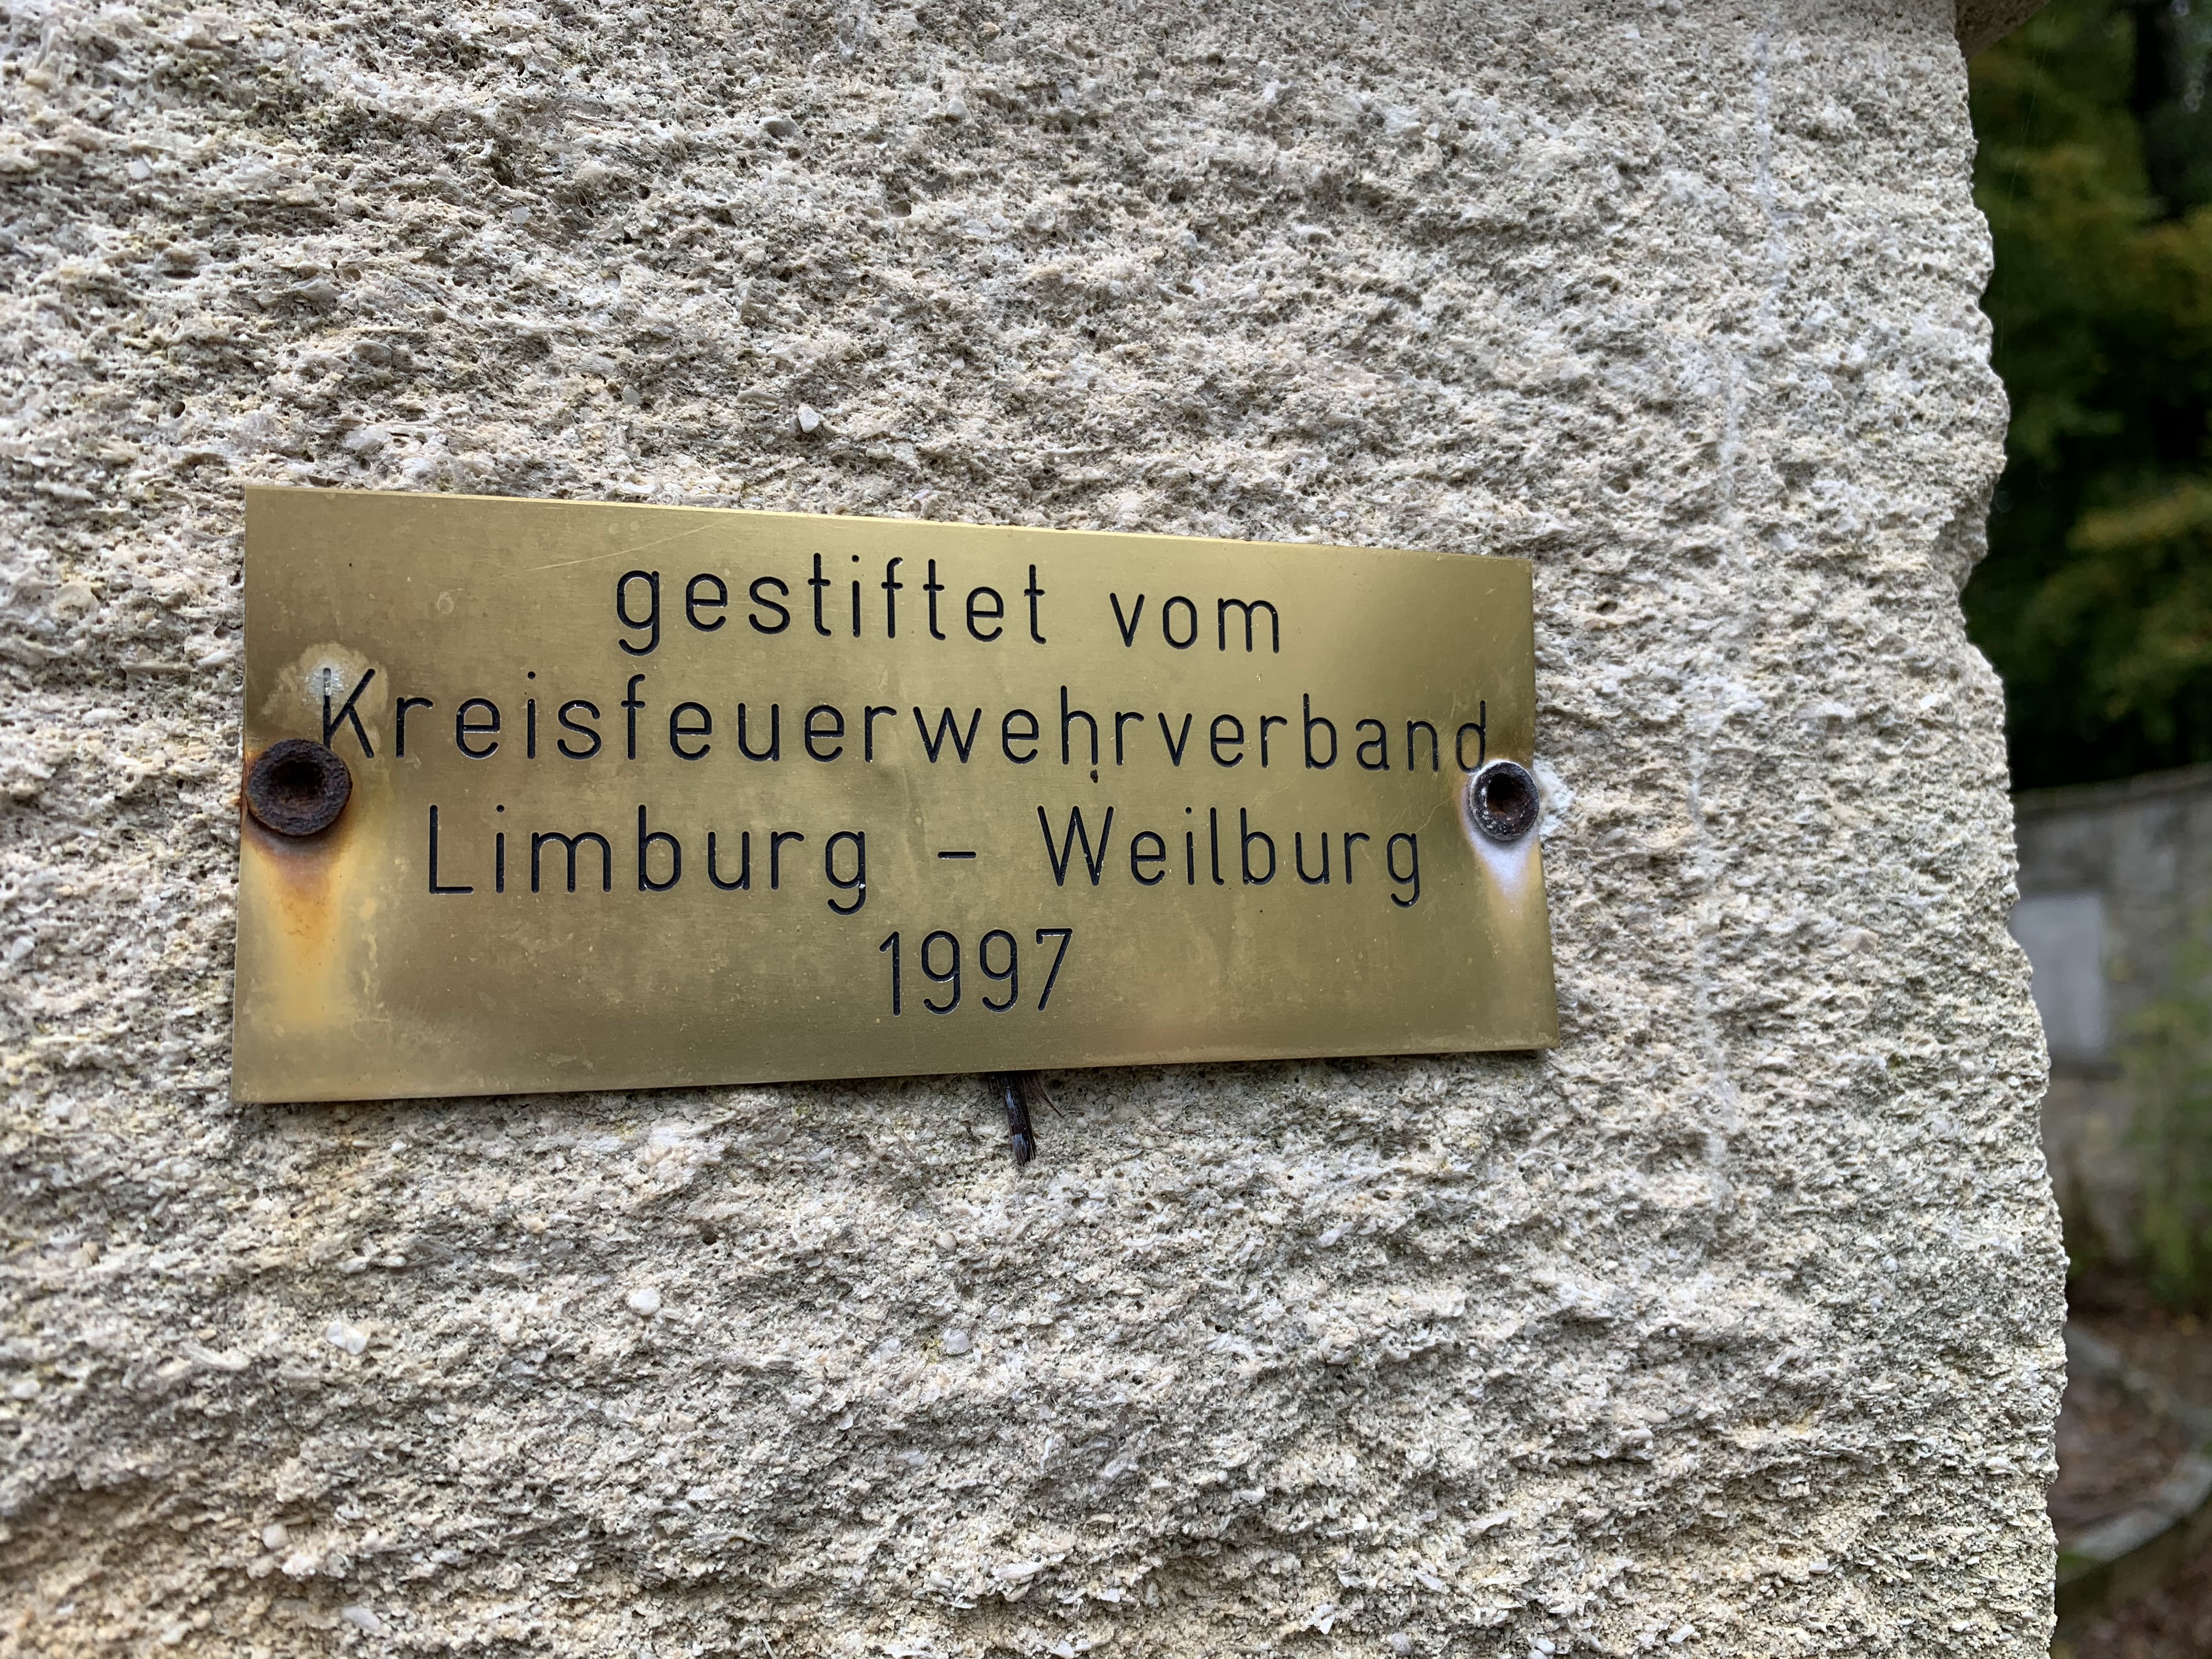 gestiftet vom
Kreisfeuerwehrverband
Limburg - Weilburg
1997